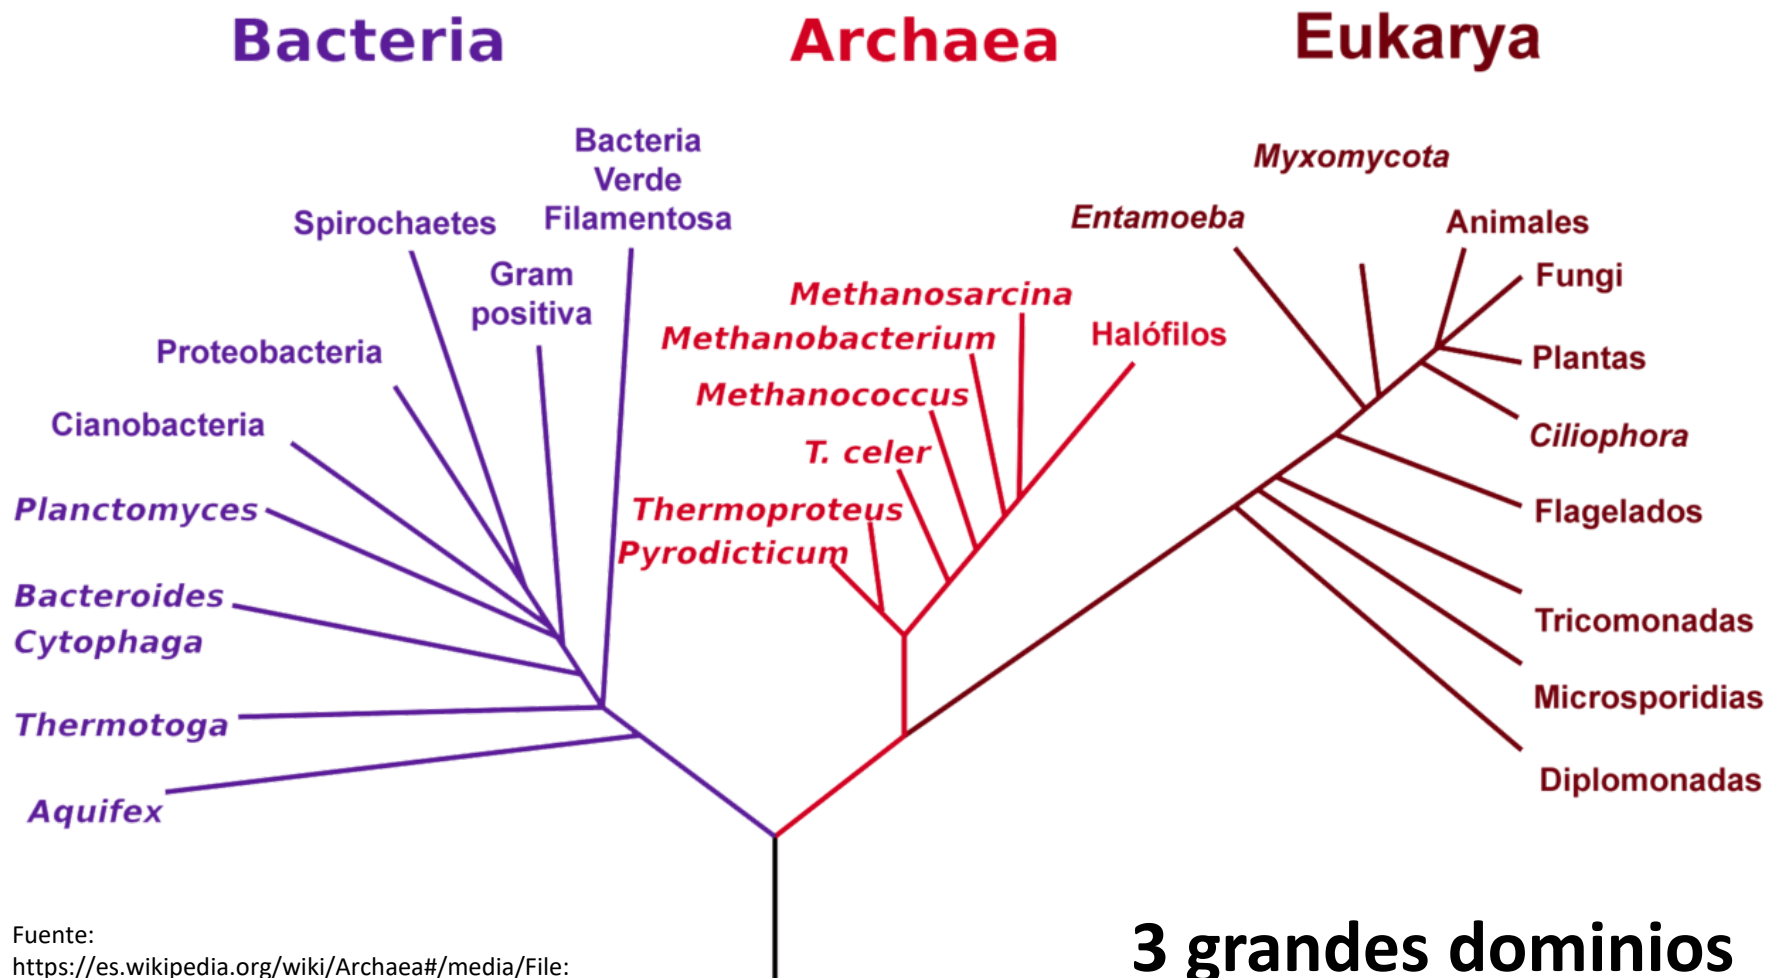 Bacteria
Archaea
Eukarya
Bacteria
Verde
Filamentosa
Spirochaetes
Gram
positiva
Proteobacteria
Cianobacteria
Planctomyces
Bacteroides
Cytophaga
Thermotoga
Aquifex
Methanosarcina
Methanobacterium
Halófilos
Methanococcus
T. celer
Thermoproteus
Pyrodicticum
Myxomycota
Entamoeba
Animales
Fungi
Plantas
Ciliophora
Flagelados
Tricomonadas
Microsporidias
Diplomonadas
Fuente:
https://es.wikipedia.org/wiki/Archaea#/media/File:
3 grandes dominios